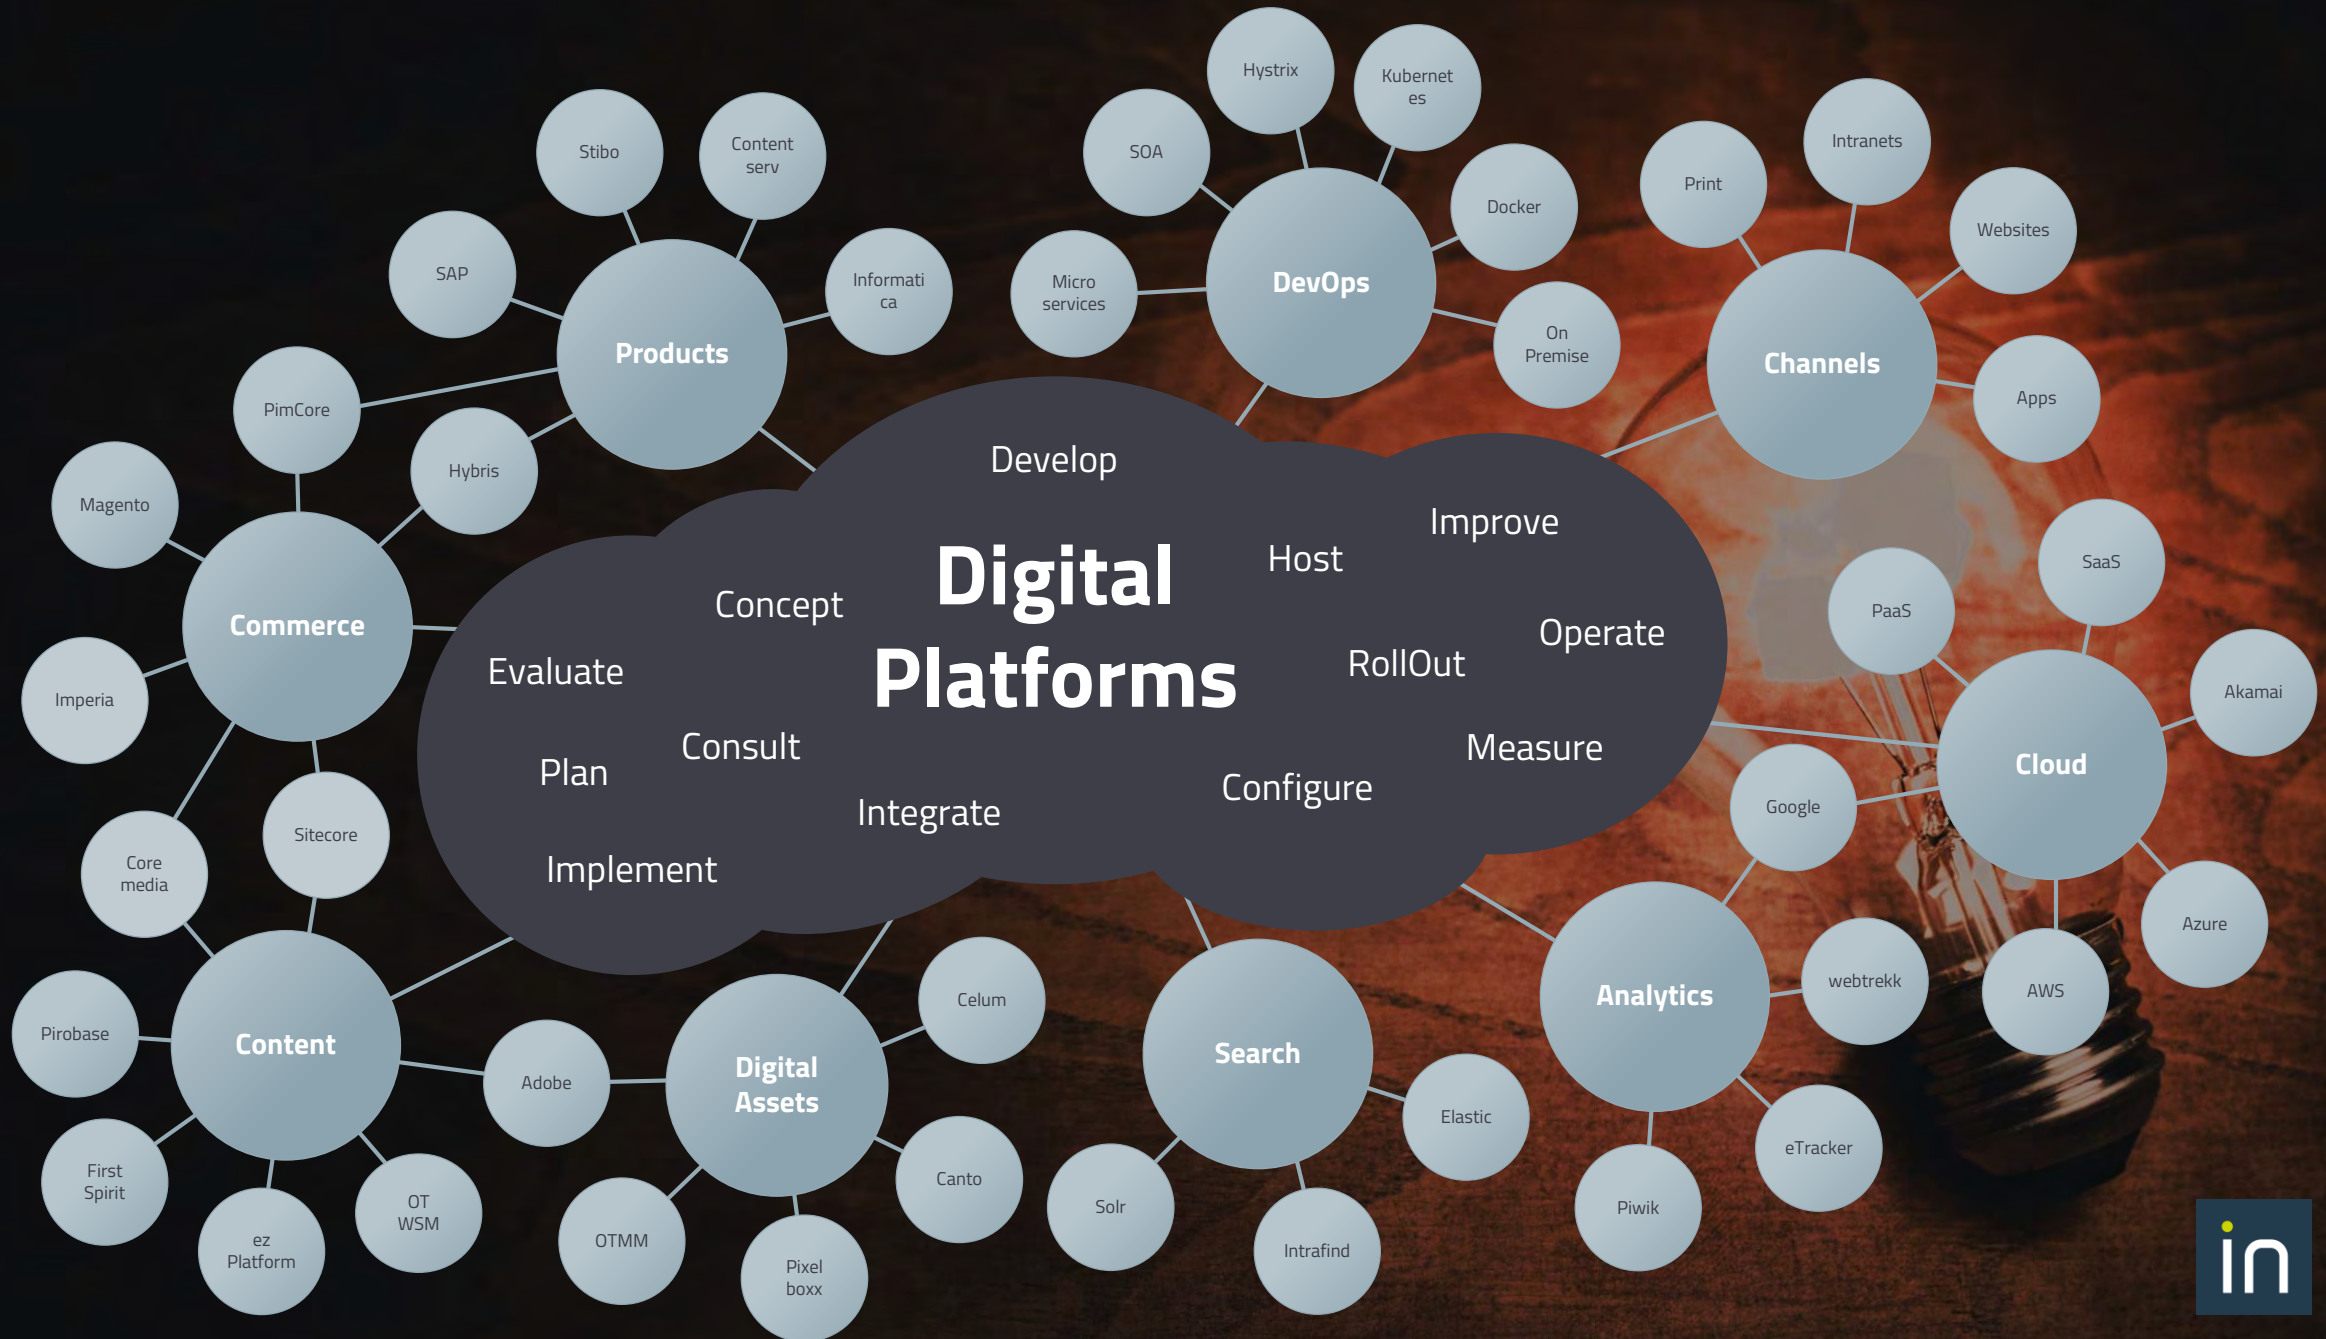 Hystrix
Kubernet
es
Stibo
Content
serv
SOA
Intranets
Print
Docker
Websites
SAP
Informati
ca
Micro
services
DevOps
On
Premise
Products
Channels
PimCore
Apps
Hybris
Magento
Develop
Improve
Host
Digital
Platforms
Concept
SaaS
PaaS
Commerce
Operate
RollOut
Evaluate
Imperia
Akamai
Consult
Plan
Measure
Configure
Cloud
Integrate
Google
Sitecore
Core
media
Implement
Azure
webtrekk
AWS
Analytics
Celum
Pirobase
Content
Search
Adobe
Digital
Assets
Elastic
eTracker
First
Spirit
Canto
OT
WSM
Solr
Piwik
ez
Platform
OTMM
Intrafind
Pixel
boxx
in